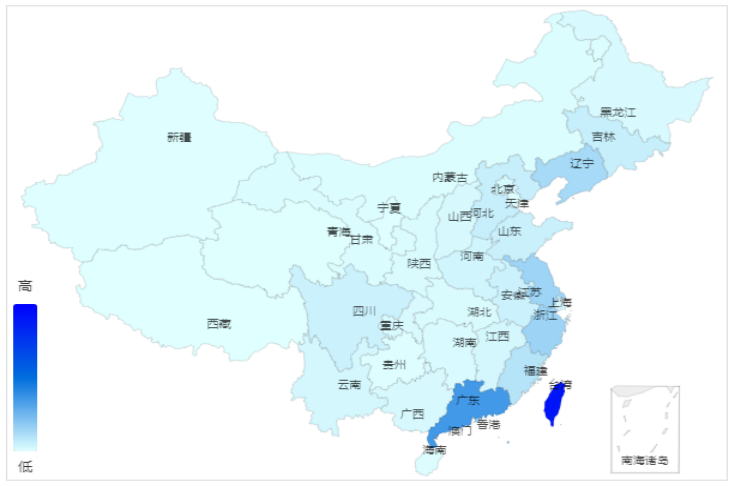 黑龙江
吉林
新疆
辽宁
内蒙古
北京
天津
宁夏
山西
河北
青海
甘肃
山东
陕西
河南
高
安徽
江苏
上海
四川
湖北
浙江
西藏
重庆
江西
湖南
贵州
福建
云南
台湾
广东
广西
香港
澳门
海南
南海诸岛
低